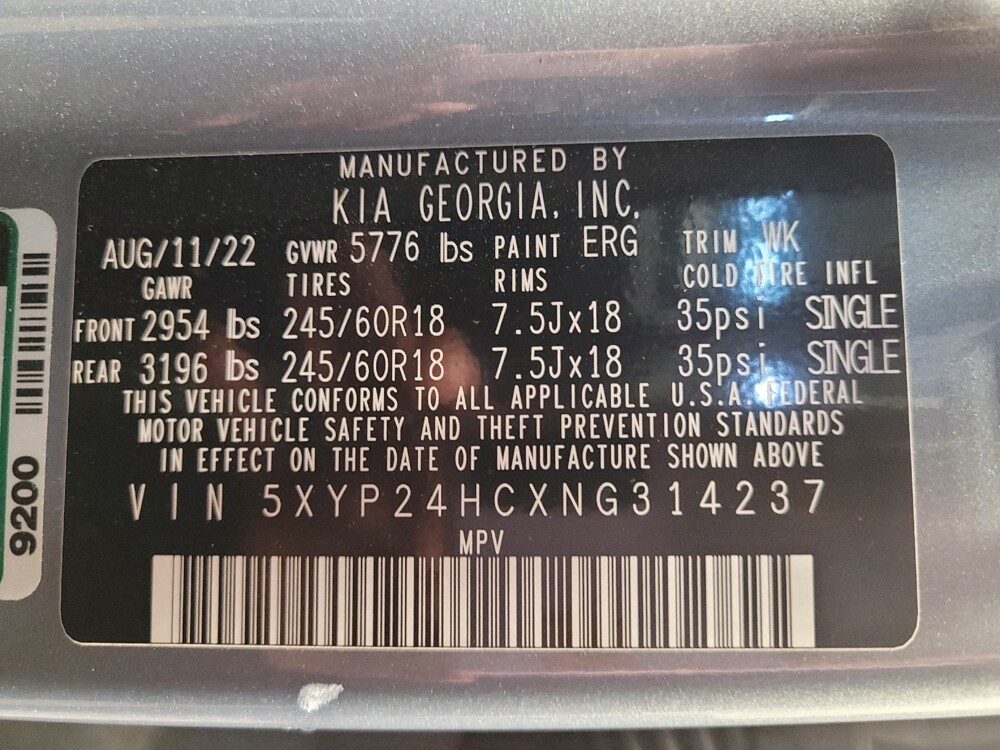 MANUFACTURED BY
KIA GEORGIA, INC.
AUG/11/22 GVWR 5776 lbs PAINT ERG TRIM WK
GAWR TIRES RIMS COLD TIRE INFL
FRONT 2954 lbs 245/60R18 7.5Jx18 35psi SINGLE
REAR 3196 lbs 245/60R18 7.5Jx18 35psi SINGLE
THIS VEHICLE CONFORMS TO ALL APPLICABLE U.S.A. FEDERAL
MOTOR VEHICLE SAFETY AND THEFT PREVENTION STANDARDS
IN EFFECT ON THE DATE OF MANUFACTURE SHOWN ABOVE
VIN 5XYP24HCXNG314237
MPV
9200